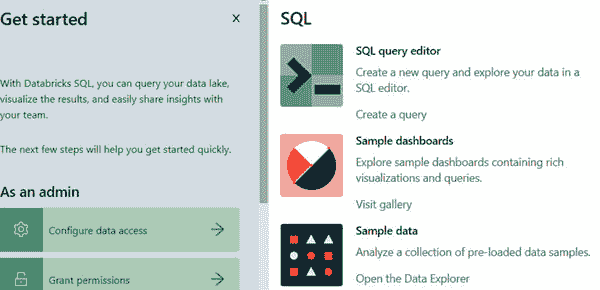 Get started
×
With Databricks SQL, you can query your data lake,
visualize the results, and easily share insights with
your team.
The next few steps will help you get started quickly.
As an admin
Configure data access
Grant permissions
SQL
SQL query editor
Create a new query and explore your data in a
SQL editor.
Create a query
Sample dashboards
Explore sample dashboards containing rich
visualizations and queries.
Visit gallery
Sample data
Analyze a collection of pre-loaded data samples.
Open the Data Explorer